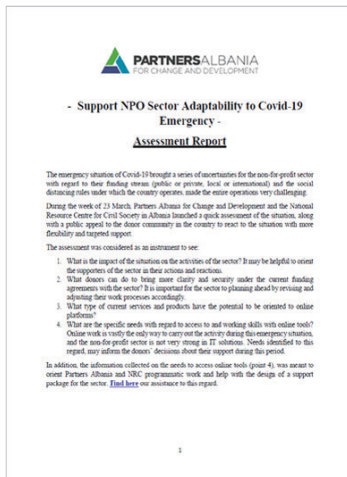 PARTNERSALBANIA
FOR CHANGE AND DEVELOPMENT
- Support NPO Sector Adaptability to Covid-19
Emergency -
Assessment Report
The emergency situation of Covid-19 brought a series of uncertainties for the non-for-profit sector
with regard to their funding stream (public or private, local or international) and the social
distancing rules under which the country operates, made the entire operations very challenging.
During the week of 23 March, Partners Albania for Change and Development and the National
Resource Centre for Civil Society in Albania launched a quick assessment of the situation, along
with a public appeal to the donor community in the country to react to the situation with more
flexibility and targeted support.
The assessment was considered as an instrument to see:
1. What is the impact of the situation on the activities of the sector? It may be helpful to orient
the supporters of the sector in their actions and reactions.
2. What donors can do to bring more clarity and security under the current funding
agreements with the sector? It is important for the sector to planning ahead by revising and
adjusting their work processes accordingly.
3. What type of current services and products have the potential to be oriented to online
platforms?
4. What are the specific needs with regard to access to and working skills with online tools?
Online work is vastly the only way to carry out the activity during this emergency situation,
and the non-for-profit sector is not very strong in IT solutions. Needs identified to this
regard, may inform the donors' decisions about their support during this period.
In addition, the information collected on the needs to access online tools (point 4), was meant to
orient Partners Albania and NRC programmatic work and help with the design of a support
package for the sector. Find here our assistance to this regard.
1